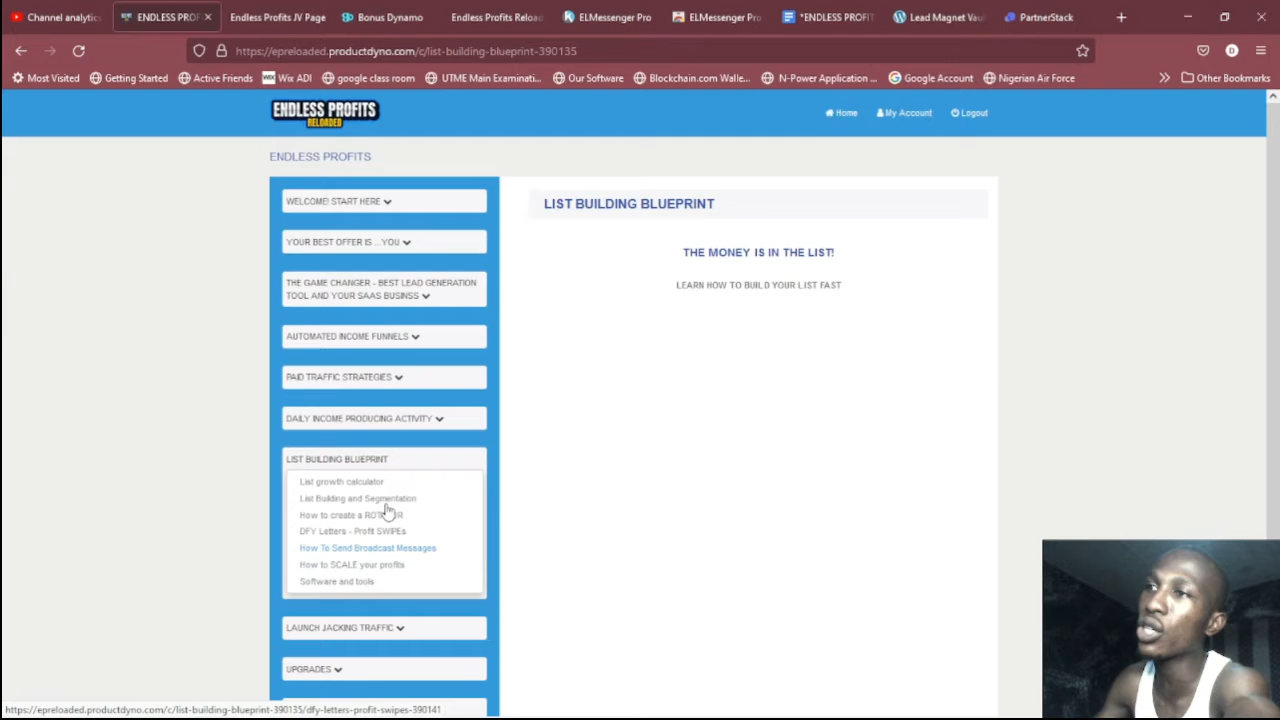 Channel analytic
ENDLESS PROF
Endless Profits JV Page
Bonus Dynamo
Endless Profits Reload
ELMessenger Pro
ELMessenger Pro
*ENDLESS PROFIT
Lead Magnet Vau
PartnerStack
https://epreloaded.productdyno.com/c/list-building-blueprint-390135
Most Visited
Getting Started
Active Friends
WiX Wix ADI
google class room
UTME Main Examinati...
Our Software
Blockchain.com Walle...
N-Power Application ...
Google Account
Nigerian Air Force
Other Bookmarks
ENDLESS PROFITS
RELOADED
Home
My Account
Logout
ENDLESS PROFITS
WELCOME! START HERE
YOUR BEST OFFER IS ...YOU
THE GAME CHANGER - BEST LEAD GENERATION
TOOL AND YOUR SAAS BUSINSS
AUTOMATED INCOME FUNNELS
PAID TRAFFIC STRATEGIES
DAILY INCOME PRODUCING ACTIVITY
LIST BUILDING BLUEPRINT
List growth calculator
List Building and Segmentation
How to create a
DFY Letters - Profit SWIPEs
How To Send Broadcast Messages
How to SCALE your profits
Software and tools
LAUNCH JACKING TRAFFIC
UPGRADES
LIST BUILDING BLUEPRINT
THE MONEY IS IN THE LIST!
LEARN HOW TO BUILD YOUR LIST FAST
https://epreloaded.productdyno.com/c/list-building-blueprint-390135/dfy-letters-profit-swipes-390141